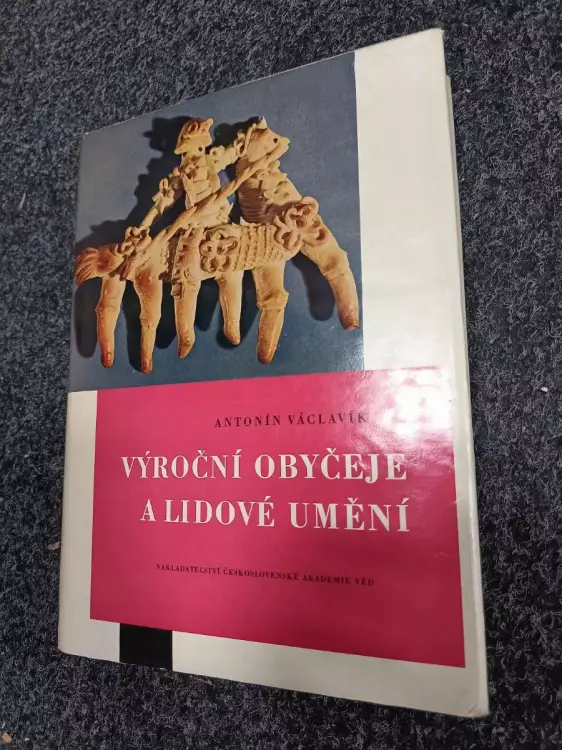 ANTONÍN VÁCLAVÍK
VÝROČNÍ OBYČEJE
A LIDOVÉ UMĚNÍ
NAKLADATELSTVÍ ČESKOSLOVENSKÉ AKADEMIE VĚD